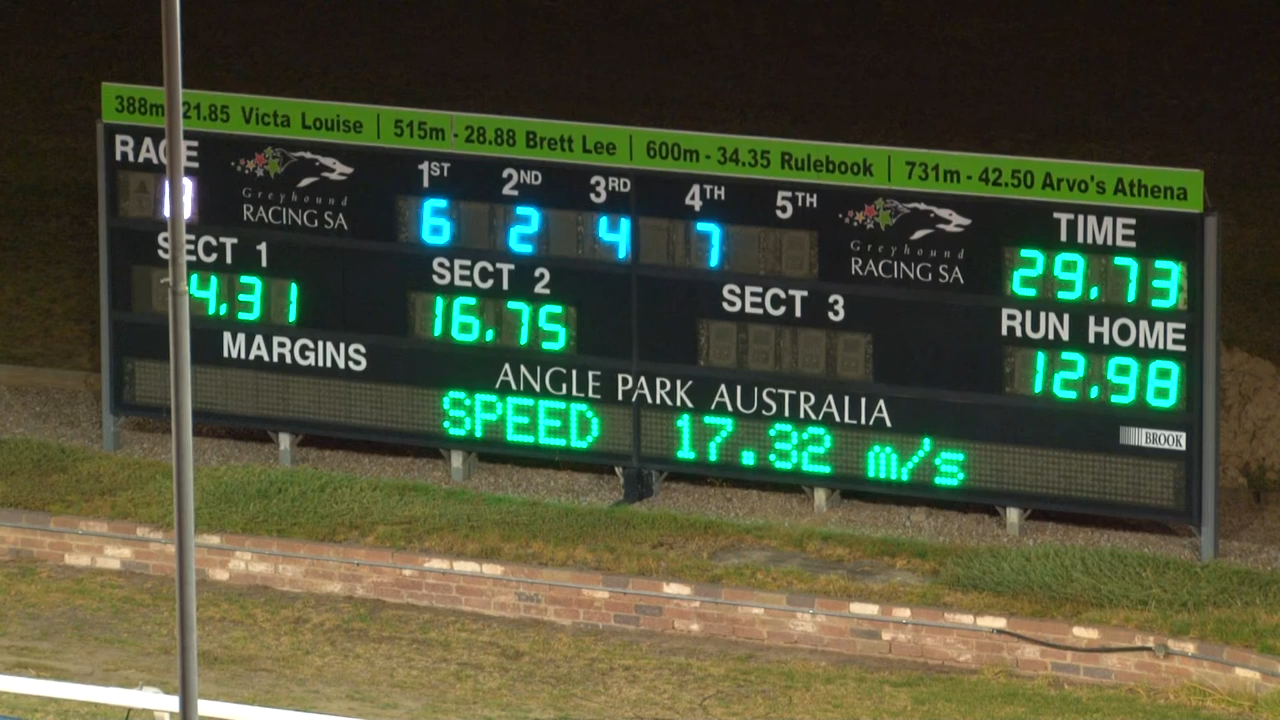 388m 21.85 Victa Louise | 515m - 28.88 Brett Lee | 600m - 34.35 Rulebook | 731m - 42.50 Arvo's Athena
RACE
Greyhound
RACING SA
1ST 2ND 3RD 4TH 5TH
6 2 4 7
Greyhound
RACING SA
TIME
29.73
SECT 1
4.31
SECT 2
16.75
SECT 3
RUN HOME
12.98
MARGINS
ANGLE PARK AUSTRALIA
SPEED 17.32 m/s
BROOK